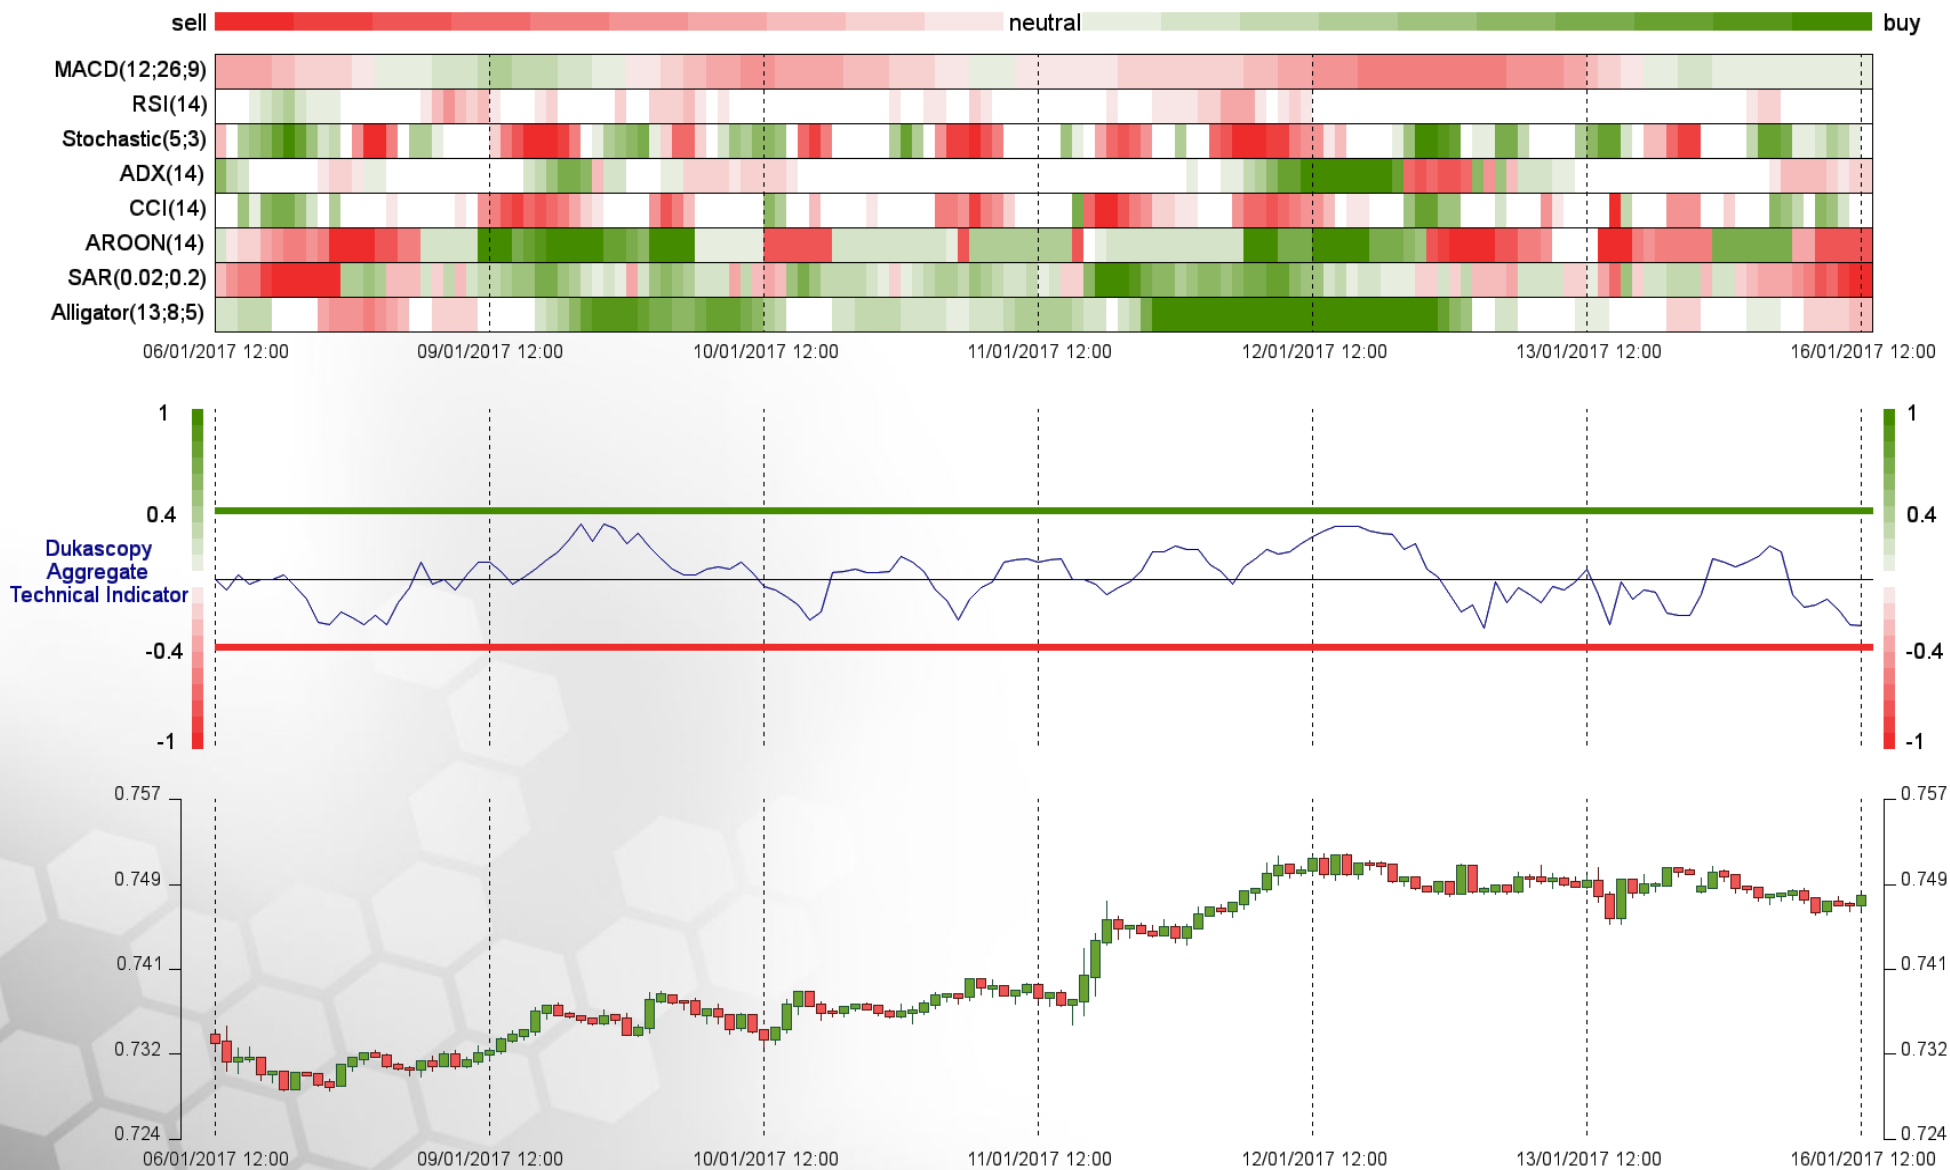 sell neutral buy
MACD(12;26;9)
RSI(14)
Stochastic(5;3)
ADX(14)
CCI(14)
AROON(14)
SAR(0.02;0.2)
Alligator(13;8;5)
06/01/2017 12:00 09/01/2017 12:00 10/01/2017 12:00 11/01/2017 12:00 12/01/2017 12:00 13/01/2017 12:00 16/01/2017 12:00
1 1
0.4 0.4
Dukascopy
Aggregate
Technical Indicator
-0.4 -0.4
-1 -1
0.757 0.757
0.749 0.749
0.741 0.741
0.732 0.732
0.724 0.724
06/01/2017 12:00 09/01/2017 12:00 10/01/2017 12:00 11/01/2017 12:00 12/01/2017 12:00 13/01/2017 12:00 16/01/2017 12:00